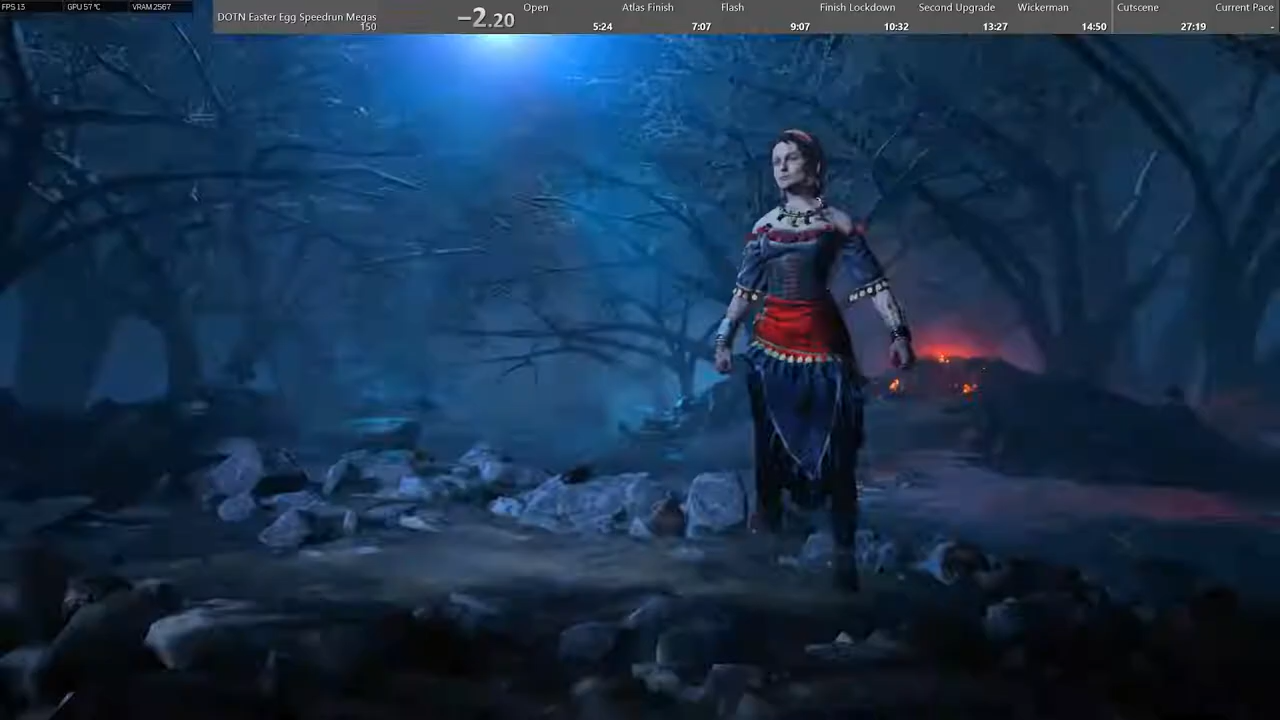 FPS 15 GPU 57 °C VRAM 2567
DOTN Easter Egg Speedrun Megas
150
−2.20
Open
5:24
Atlas Finish
7:07
Flash
9:07
Finish Lockdown
10:32
Second Upgrade
13:27
Wickerman
14:50
Cutscene
27:19
Current Pace
-